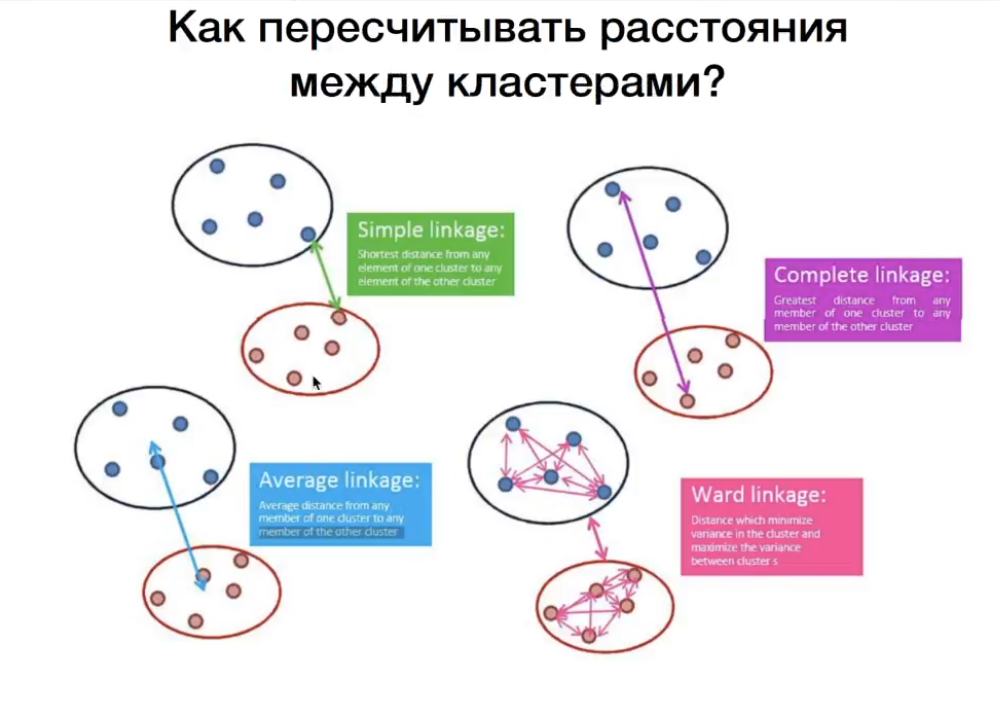 Как пересчитывать расстояния
между кластерами?
Simple linkage:
Shortest distance from any
element of one cluster to any
element of the other cluster
Complete linkage:
Greatest distance from any
member of one cluster to any
member of the other cluster
Average linkage:
Average distance from any
member of one cluster to any
member of the other cluster
Ward linkage:
Distance which minimize
variance in the cluster and
maximize the variance
between cluster s